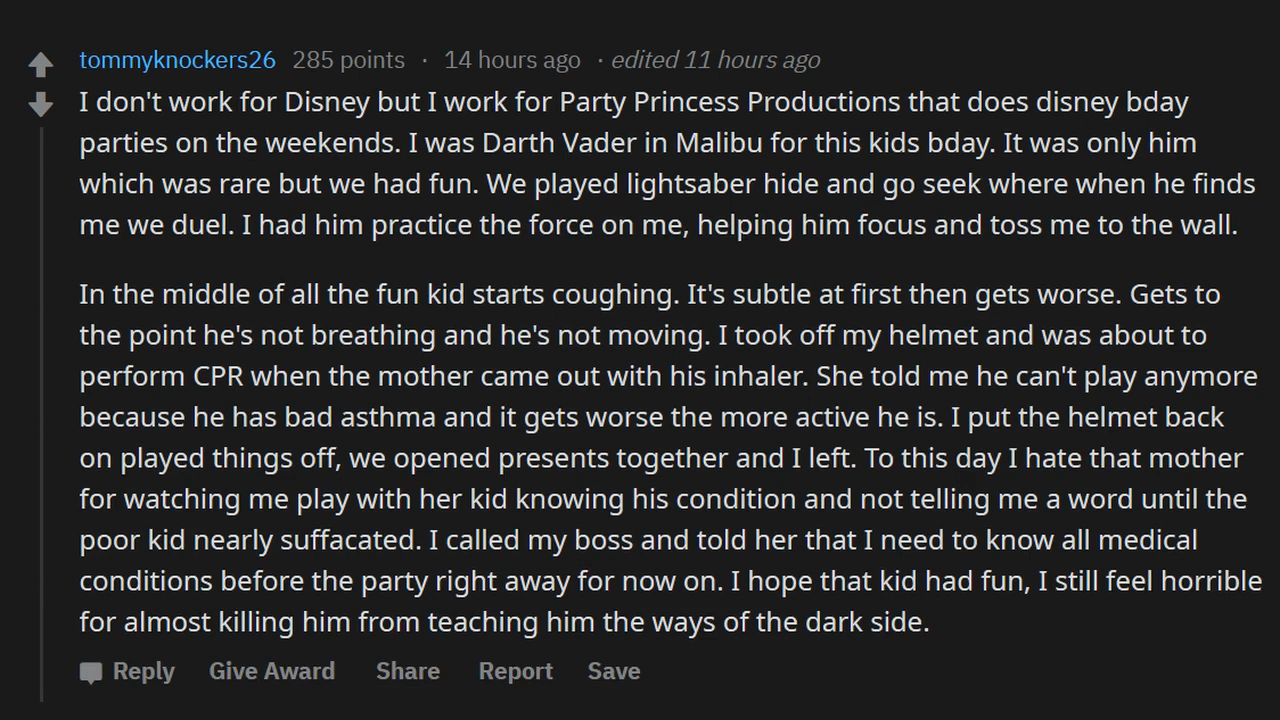 tommyknockers26 285 points · 14 hours ago · edited 11 hours ago
I don't work for Disney but I work for Party Princess Productions that does disney bday
parties on the weekends. I was Darth Vader in Malibu for this kids bday. It was only him
which was rare but we had fun. We played lightsaber hide and go seek where when he finds
me we duel. I had him practice the force on me, helping him focus and toss me to the wall.
In the middle of all the fun kid starts coughing. It's subtle at first then gets worse. Gets to
the point he's not breathing and he's not moving. I took off my helmet and was about to
perform CPR when the mother came out with his inhaler. She told me he can't play anymore
because he has bad asthma and it gets worse the more active he is. I put the helmet back
on played things off, we opened presents together and I left. To this day I hate that mother
for watching me play with her kid knowing his condition and not telling me a word until the
poor kid nearly suffacated. I called my boss and told her that I need to know all medical
conditions before the party right away for now on. I hope that kid had fun, I still feel horrible
for almost killing him from teaching him the ways of the dark side.
Reply Give Award Share Report Save